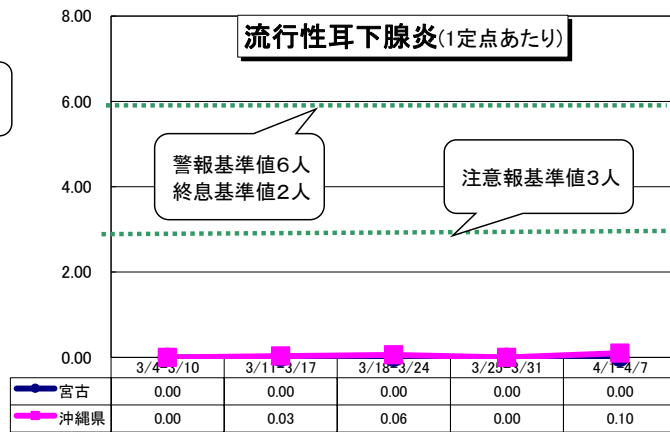 流行性耳下腺炎(1定点あたり)
8.00
6.00
4.00
2.00
0.00
警報基準値6人
終息基準値2人
注意報基準値3人
3/4-3/10 3/11-3/17 3/18-3/24 3/25-3/31 4/1-4/7
宮古 0.00 0.00 0.00 0.00 0.00
沖縄県 0.00 0.03 0.06 0.00 0.10